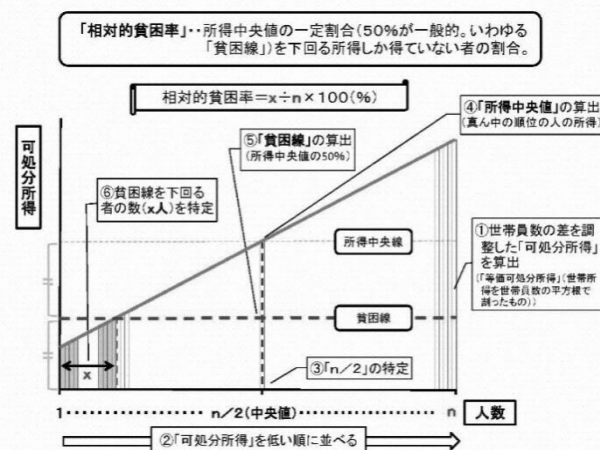 「相対的貧困率」‥所得中央値の一定割合(50%が一般的。いわゆる
「貧困線」)を下回る所得しか得ていない者の割合。
相対的貧困率=x÷n×100(%)
④「所得中央値」の算出
(真ん中の順位の人の所得)
⑤「貧困線」の算出
(所得中央値の50%)
可処分所得
⑥貧困線を下回る
者の数(x人)を特定
所得中央線
①世帯員数の差を調
整した「可処分所得」
を算出
(「等価可処分所得」(世帯所
得を世帯員数の平方根で
割ったもの))
貧困線
x
③「n/2」の特定
1 n/2(中央値) n 人数
②「可処分所得」を低い順に並べる